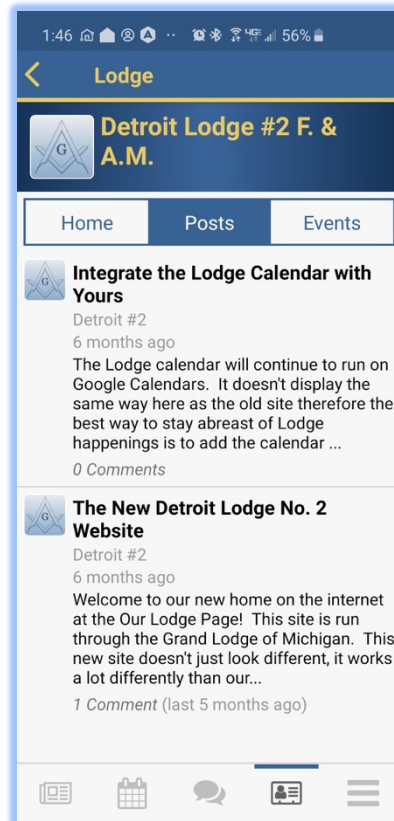 1:46 56%
Lodge
Detroit Lodge #2 F. &
A.M.
Home Posts Events
Integrate the Lodge Calendar with
Yours
Detroit #2
6 months ago
The Lodge calendar will continue to run on
Google Calendars. It doesn't display the
same way here as the old site therefore the
best way to stay abreast of Lodge
happenings is to add the calendar ...
0 Comments
The New Detroit Lodge No. 2
Website
Detroit #2
6 months ago
Welcome to our new home on the internet
at the Our Lodge Page! This site is run
through the Grand Lodge of Michigan. This
new site doesn't just look different, it works
a lot differently than our...
1 Comment (last 5 months ago)